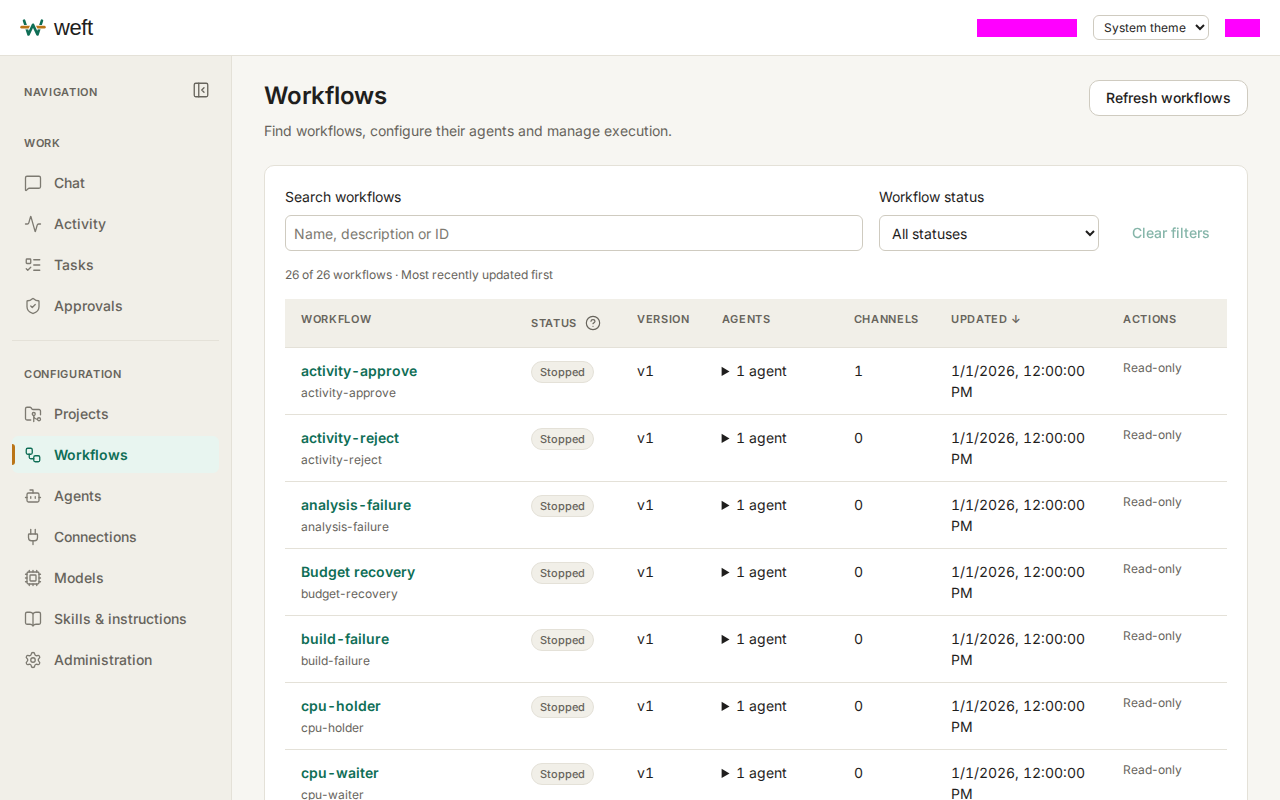 weft
System theme
NAVIGATION
WORK
Chat
Activity
Tasks
Approvals
CONFIGURATION
Projects
Workflows
Agents
Connections
Models
Skills & instructions
Administration
Workflows
Refresh workflows
Find workflows, configure their agents and manage execution.
Search workflows
Workflow status
Name, description or ID
All statuses
Clear filters
26 of 26 workflows · Most recently updated first
WORKFLOW STATUS ? VERSION AGENTS CHANNELS UPDATED ↓ ACTIONS
activity-approve Stopped v1 ▶ 1 agent 1 1/1/2026, 12:00:00 Read-only
activity-approve PM
activity-reject Stopped v1 ▶ 1 agent 0 1/1/2026, 12:00:00 Read-only
activity-reject PM
analysis-failure Stopped v1 ▶ 1 agent 0 1/1/2026, 12:00:00 Read-only
analysis-failure PM
Budget recovery Stopped v1 ▶ 1 agent 0 1/1/2026, 12:00:00 Read-only
budget-recovery PM
build-failure Stopped v1 ▶ 1 agent 0 1/1/2026, 12:00:00 Read-only
build-failure PM
cpu-holder Stopped v1 ▶ 1 agent 0 1/1/2026, 12:00:00 Read-only
cpu-holder PM
cpu-waiter Stopped v1 ▶ 1 agent 0 1/1/2026, 12:00:00 Read-only
cpu-waiter PM